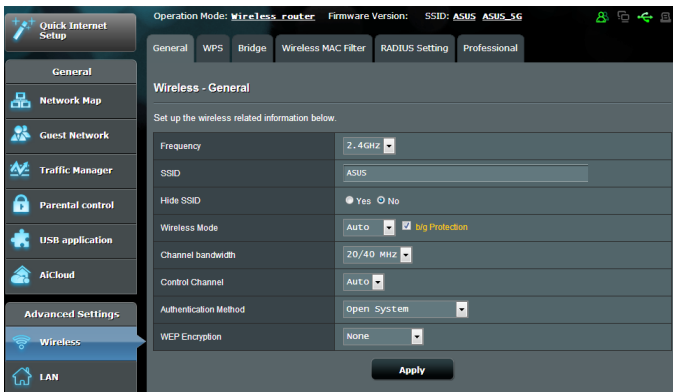 Quick Internet
Setup
Operation Mode: Wireless router Firmware Version: SSID: ASUS ASUS_5G
General WPS Bridge Wireless MAC Filter RADIUS Setting Professional
General
Network Map
Guest Network
Traffic Manager
Parental control
USB application
AiCloud
Advanced Settings
Wireless
LAN
Wireless - General
Set up the wireless related information below.
Frequency 2.4GHz
SSID ASUS
Hide SSID Yes No
Wireless Mode Auto b/g Protection
Channel bandwidth 20/40 MHz
Control Channel Auto
Authentication Method Open System
WEP Encryption None
Apply